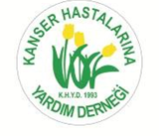 KANSER HASTALARINA
K.H.Y.D. 1993
YARDIM DERNEĞİ